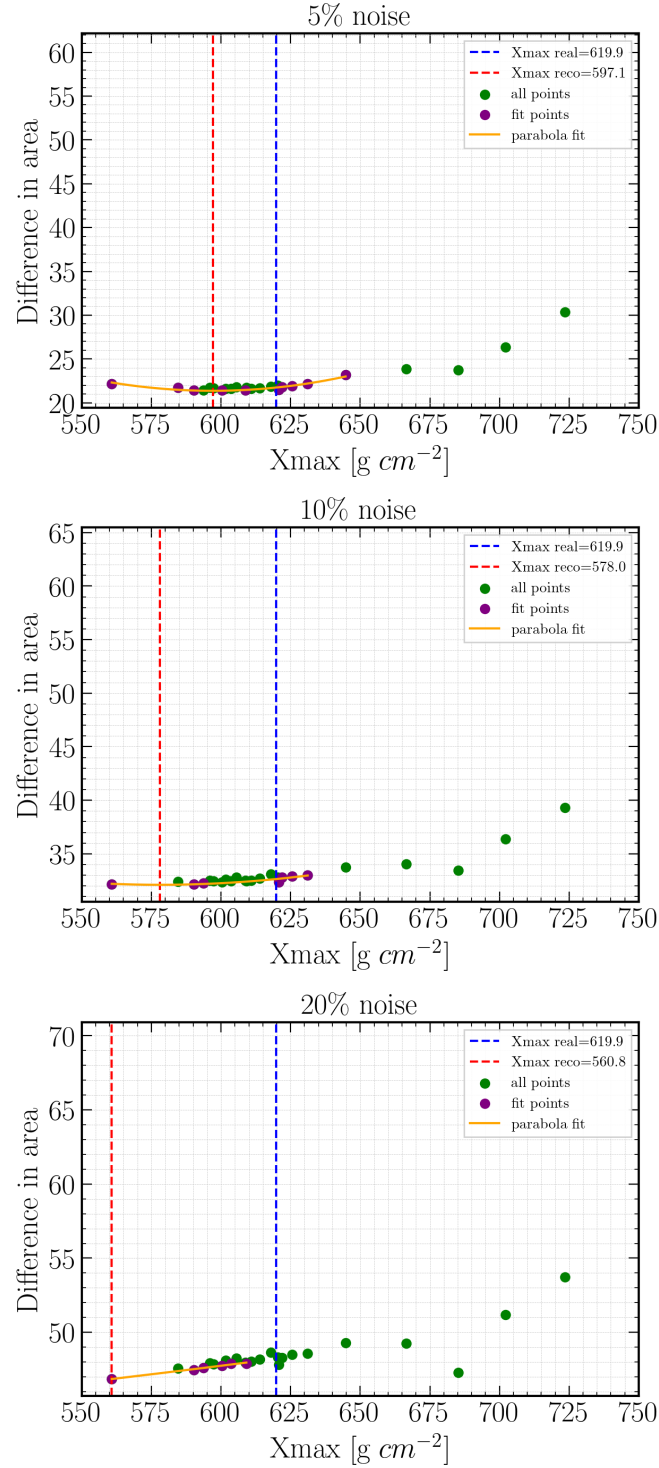 5% noise
Difference in area
60
55
50
45
40
35
30
25
20
Xmax real=619.9
Xmax reco=597.1
all points
fit points
parabola fit
550 575 600 625 650 675 700 725 750
Xmax [g cm⁻²]
10% noise
Difference in area
65
60
55
50
45
40
35
Xmax real=619.9
Xmax reco=578.0
all points
fit points
parabola fit
550 575 600 625 650 675 700 725 750
Xmax [g cm⁻²]
20% noise
Difference in area
70
65
60
55
50
Xmax real=619.9
Xmax reco=560.8
all points
fit points
parabola fit
550 575 600 625 650 675 700 725 750
Xmax [g cm⁻²]